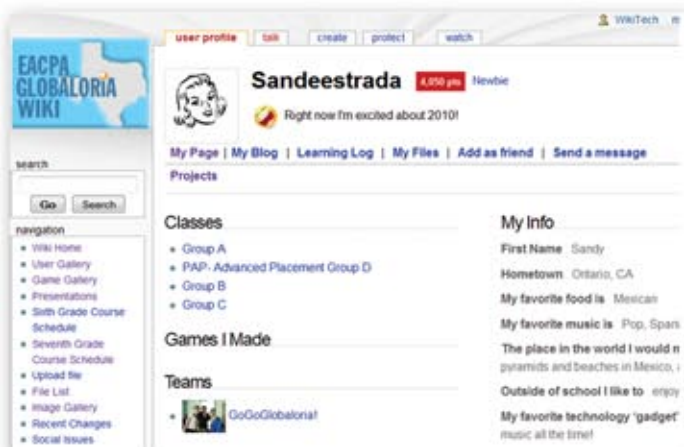 WikiTech
user profile talk create protect watch
EACPA
GLOBALORIA
WIKI
Sandeestrada 4,050 pts Newbie
Right now I'm excited about 2010!
My Page | My Blog | Learning Log | My Files | Add as friend | Send a message
Projects
search
Go Search
navigation
Wiki Home
User Gallery
Game Gallery
Presentations
Sixth Grade Course
Schedule
Seventh Grade
Course Schedule
Upload file
File List
Image Gallery
Recent Changes
Social Issues
Classes
Group A
PAP- Advanced Placement Group D
Group B
Group C
Games I Made
Teams
GoGoGlobaloria!
My Info
First Name Sandy
Hometown Ontario, CA
My favorite food is Mexican
My favorite music is Pop, Span
The place in the world I would
pyramids and beaches in Mexico,
Outside of school I like to enjoy
My favorite technology 'gadget'
music all the time!